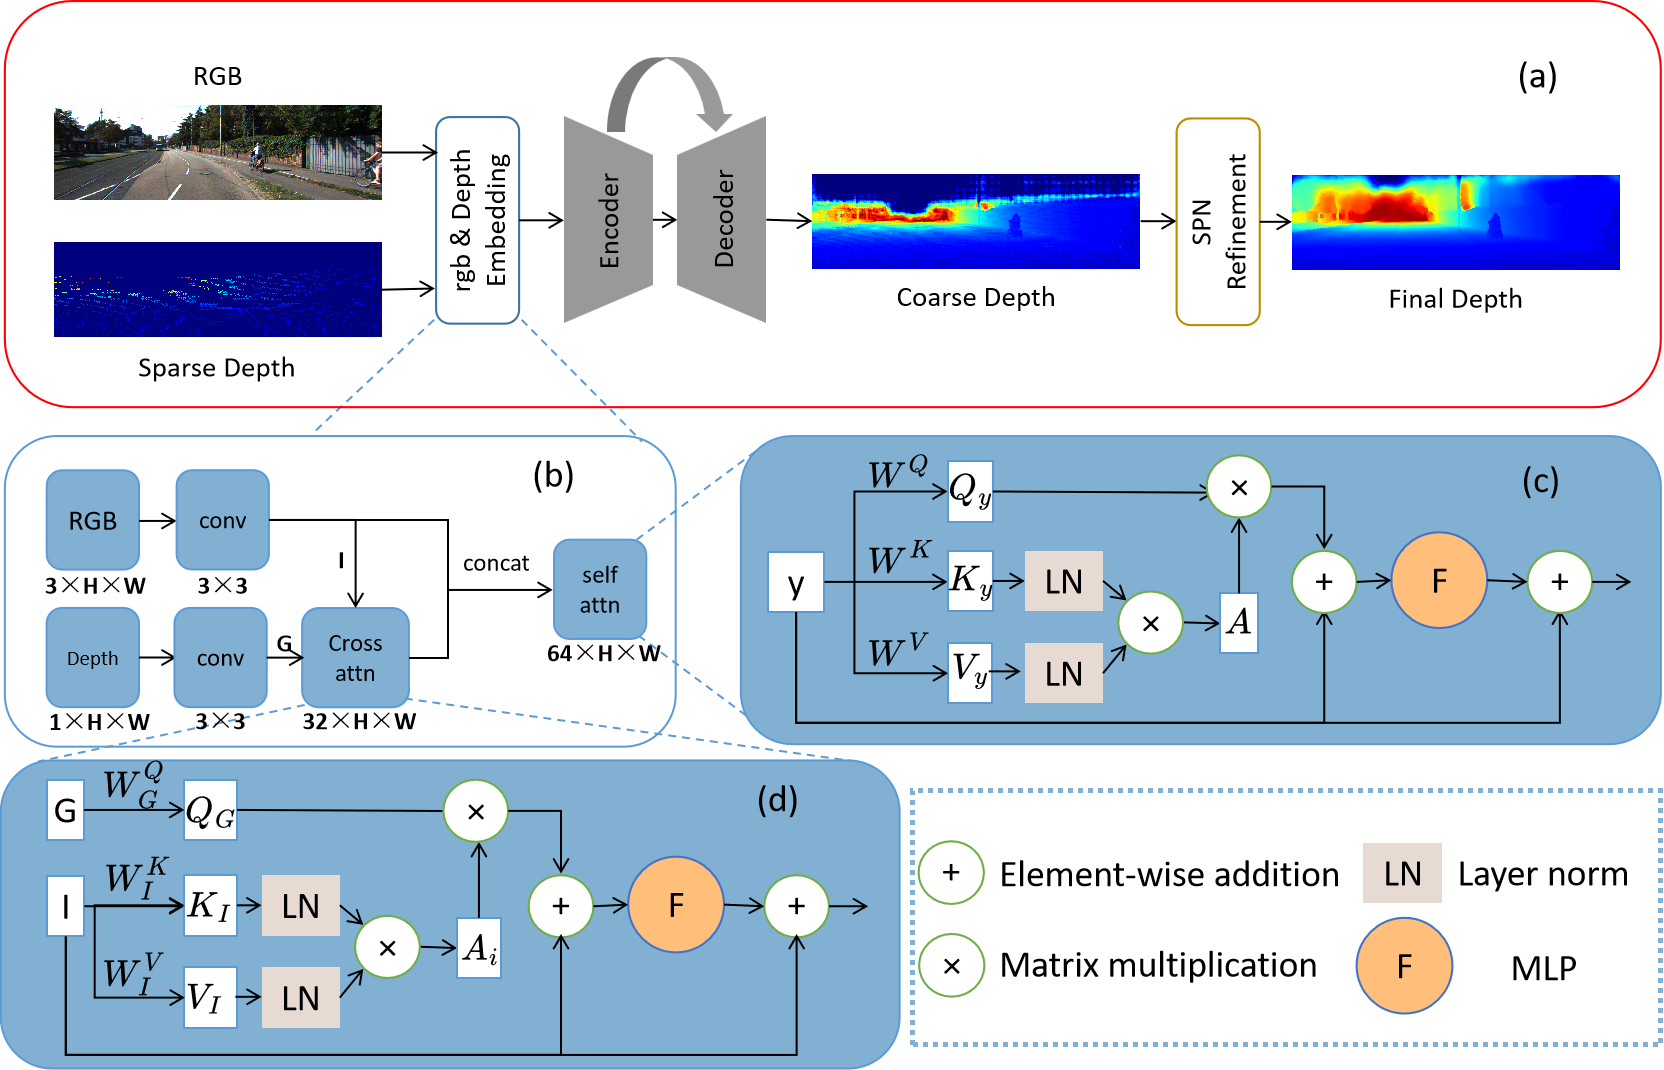 (a)
RGB
Sparse Depth
rgb & Depth
Embedding
Encoder
Decoder
Coarse Depth
SPN
Refinement
Final Depth
(b)
RGB
conv
3×H×W
3×3
I
concat
self
attn
64×H×W
Depth
conv
G
Cross
attn
1×H×W
3×3
32×H×W
(c)
y
W^Q
Q_y
×
W^K
K_y
LN
×
A
+
F
+
W^V
V_y
LN
(d)
G
W_G^Q
Q_G
×
I
W_I^K
K_I
LN
×
A_i
+
F
+
W_I^V
V_I
LN
+ Element-wise addition
LN Layer norm
× Matrix multiplication
F MLP